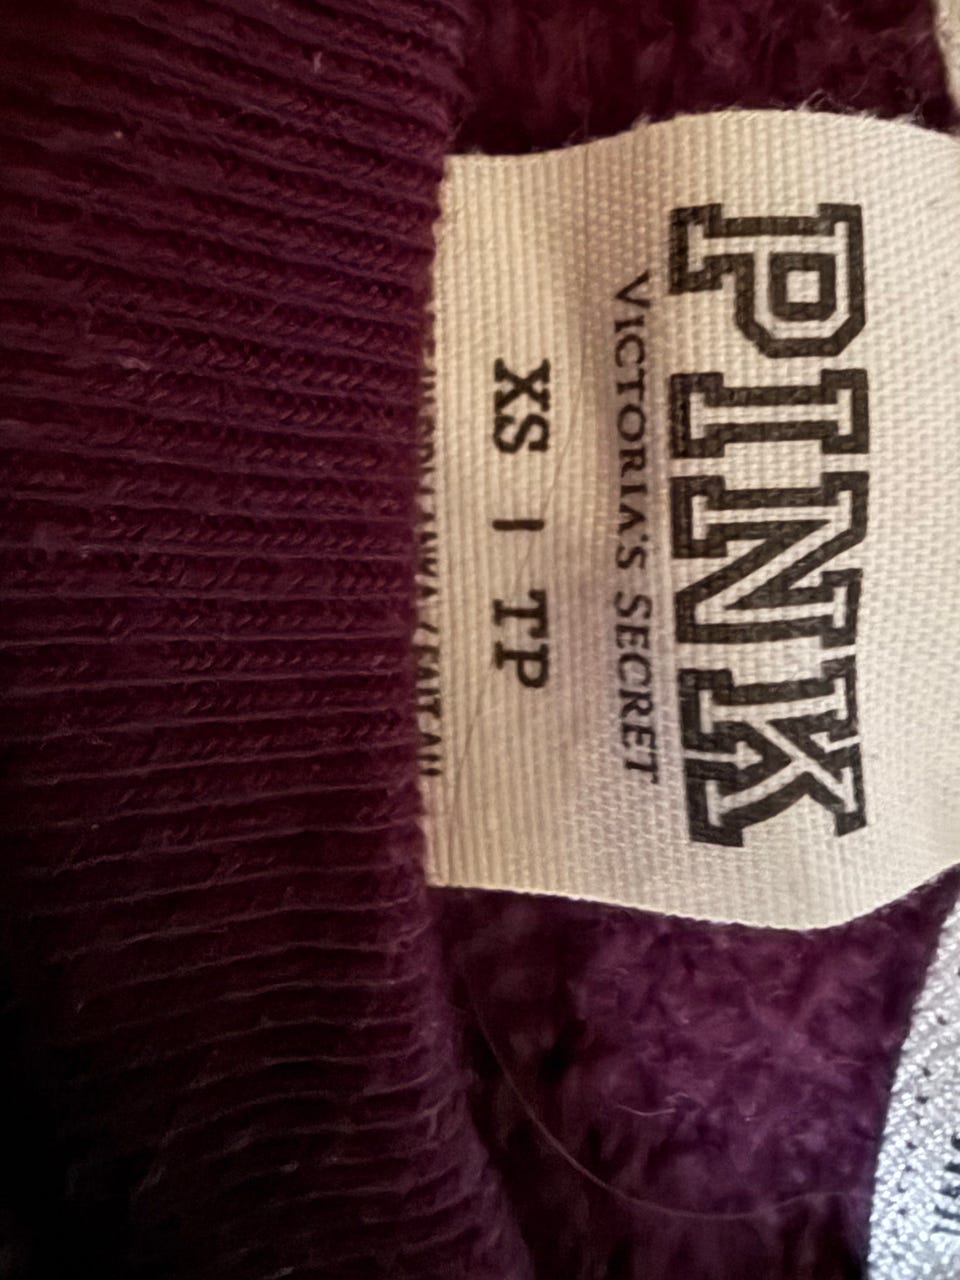 PINK
VICTORIA'S SECRET
XS | TP